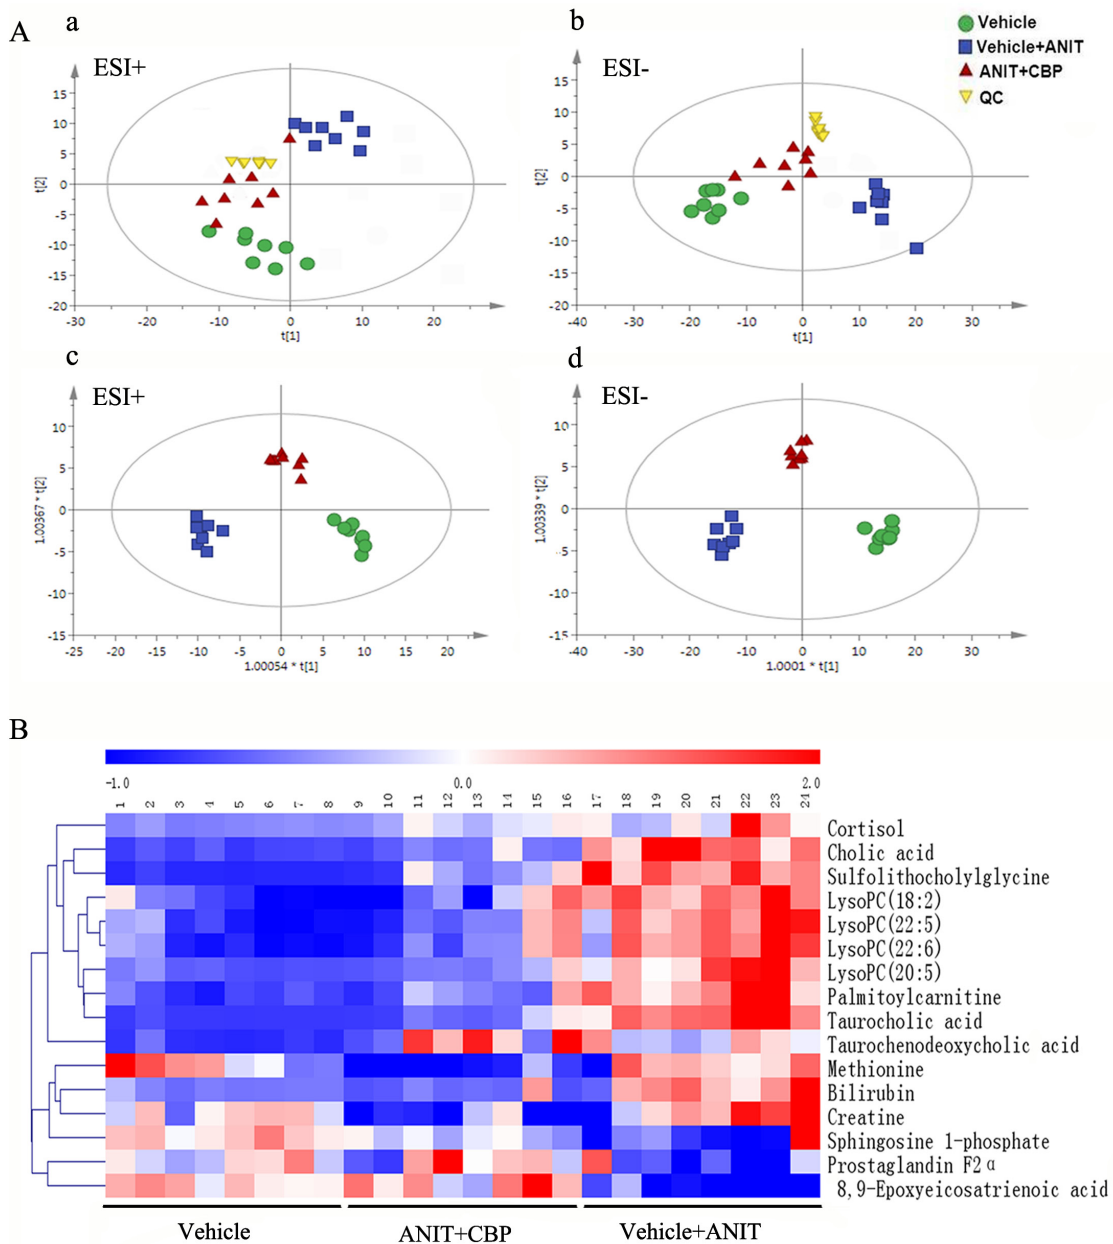 A
a
b
Vehicle
Vehicle+ANIT
ANIT+CBP
QC
ESI+
ESI-
15
10
5
0
-5
-10
-15
-20
t[2]
-30 -20 -10 0 10 20
t[1]
15
10
5
0
-5
-10
15
-20
t[2]
-40 -30 -20 -10 0 10 20 30
t[1]
c
d
ESI+
ESI-
10
5
0
-5
-10
-15
1.00367 * t[2]
-25 -20 -15 -10 -5 0 5 10 15 20
1.00054 * t[1]
10
5
0
-5
-10
-15
1.00339 * t[2]
-40 -30 -20 -10 0 10 20 30
1.0001 * t[1]
B
-1.0 0.0 2.0
1 2 3 4 5 6 7 8 9 10 11 12 13 14 15 16 17 18 19 20 21 22 23 24
Cortisol
Cholic acid
Sulfolithocholylglycine
LysoPC(18:2)
LysoPC(22:5)
LysoPC(22:6)
LysoPC(20:5)
Palmitoylcarnitine
Taurocholic acid
Taurochenodeoxycholic acid
Methionine
Bilirubin
Creatine
Sphingosine 1-phosphate
Prostaglandin F2α
8,9-Epoxyeicosatrienoic acid
Vehicle ANIT+CBP Vehicle+ANIT